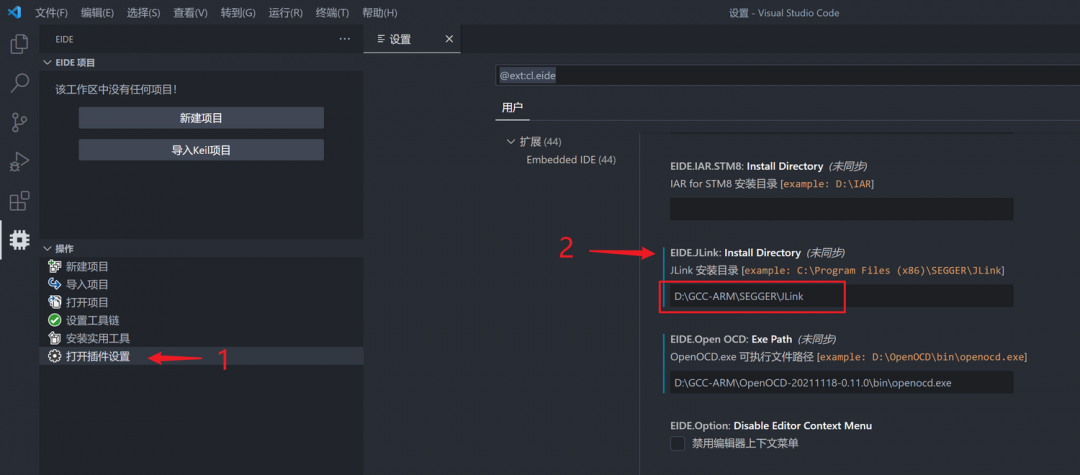 文件(F) 编辑(E) 选择(S) 查看(V) 转到(G) 运行(R) 终端(T) 帮助(H) 设置 - Visual Studio Code
EIDE ···
设置
EIDE 项目
该工作区中没有任何项目!
新建项目
导入Keil项目
操作
新建项目
导入项目
打开项目
设置工具链
安装实用工具
打开插件设置
1
@ext:cl.eide
用户
扩展 (44)
Embedded IDE (44)
EIDE.IAR.STM8: Install Directory (未同步)
IAR for STM8 安装目录 [example: D:\IAR]
2
EIDE.JLink: Install Directory (未同步)
JLink 安装目录 [example: C:\Program Files (x86)\SEGGER\JLink]
D:\GCC-ARM\SEGGER\JLink
EIDE.Open OCD: Exe Path (未同步)
OpenOCD.exe 可执行文件路径 [example: D:\OpenOCD\bin\openocd.exe]
D:\GCC-ARM\OpenOCD-20211118-0.11.0\bin\openocd.exe
EIDE.Option: Disable Editor Context Menu
禁用编辑器上下文菜单